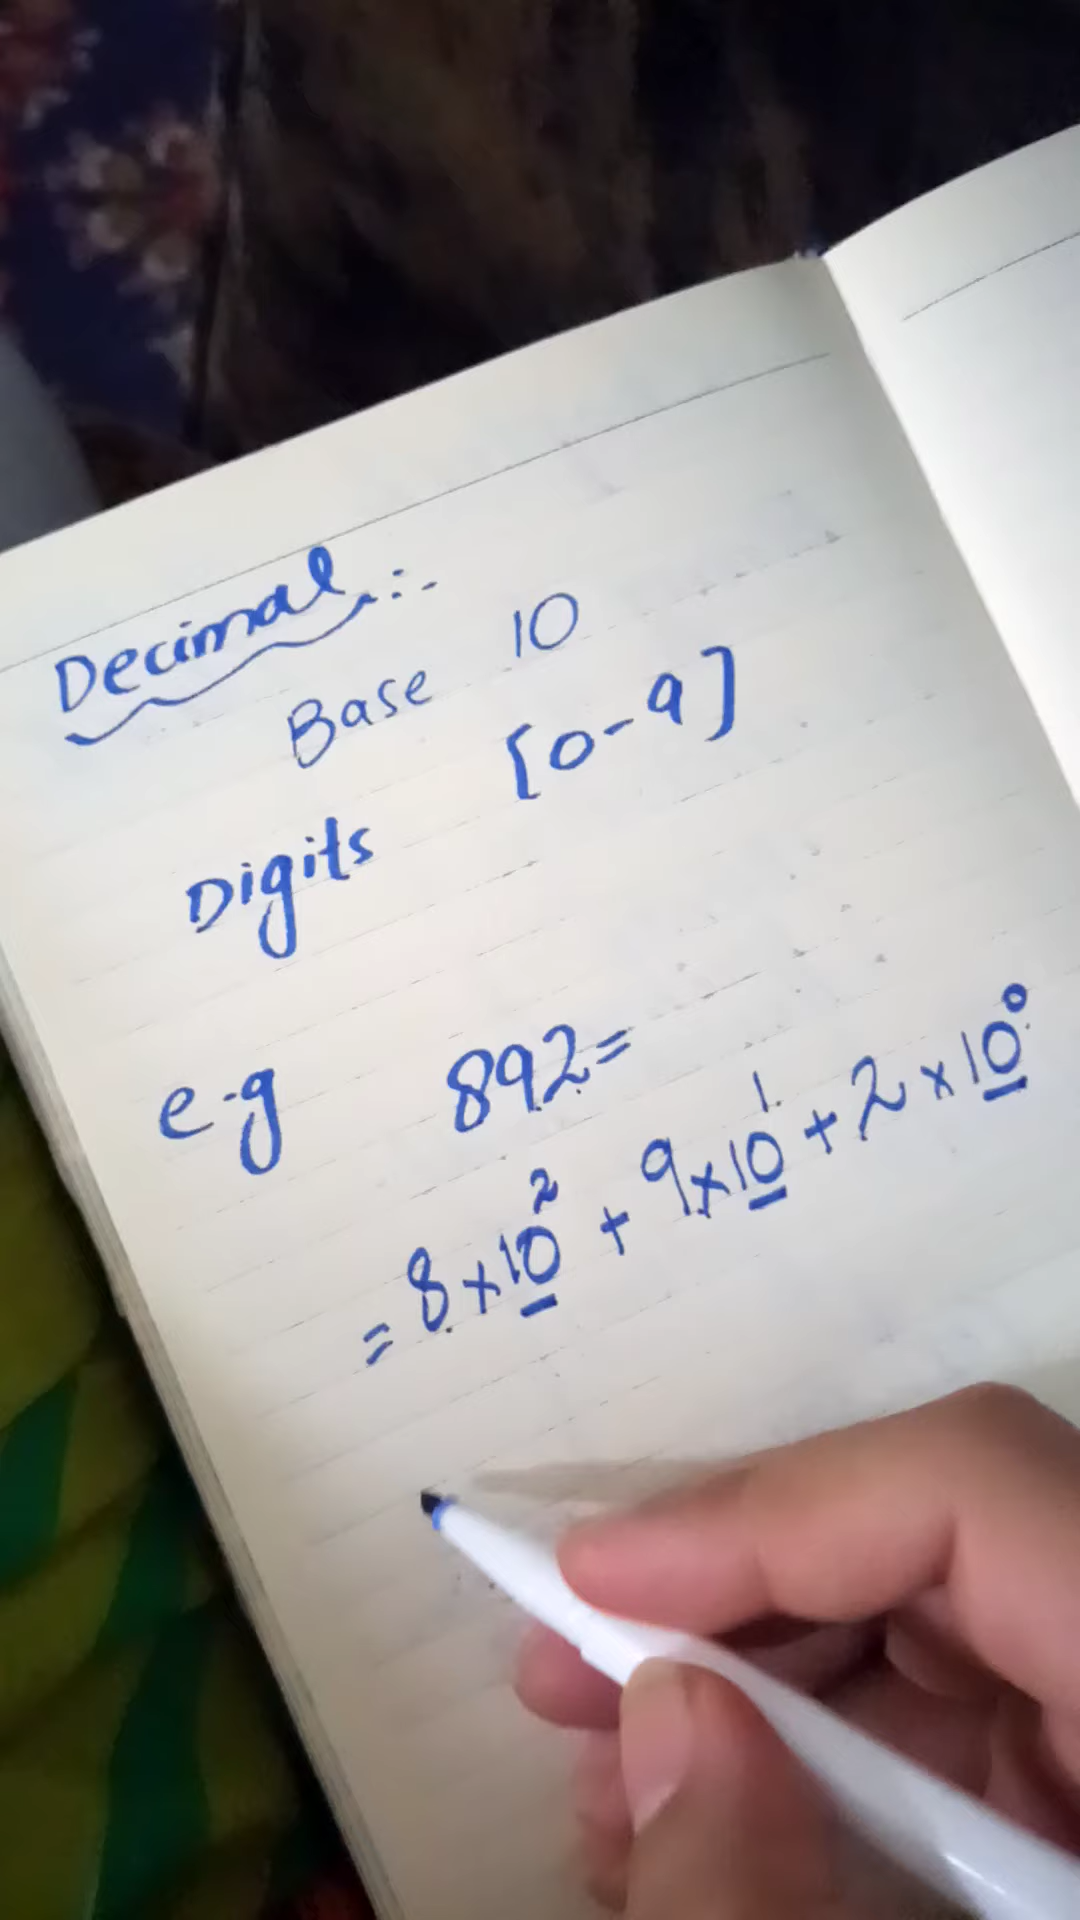 Decimal :-
Base 10
Digits [0-9]
e.g 892=
= 8×10² + 9×10¹ + 2×10⁰